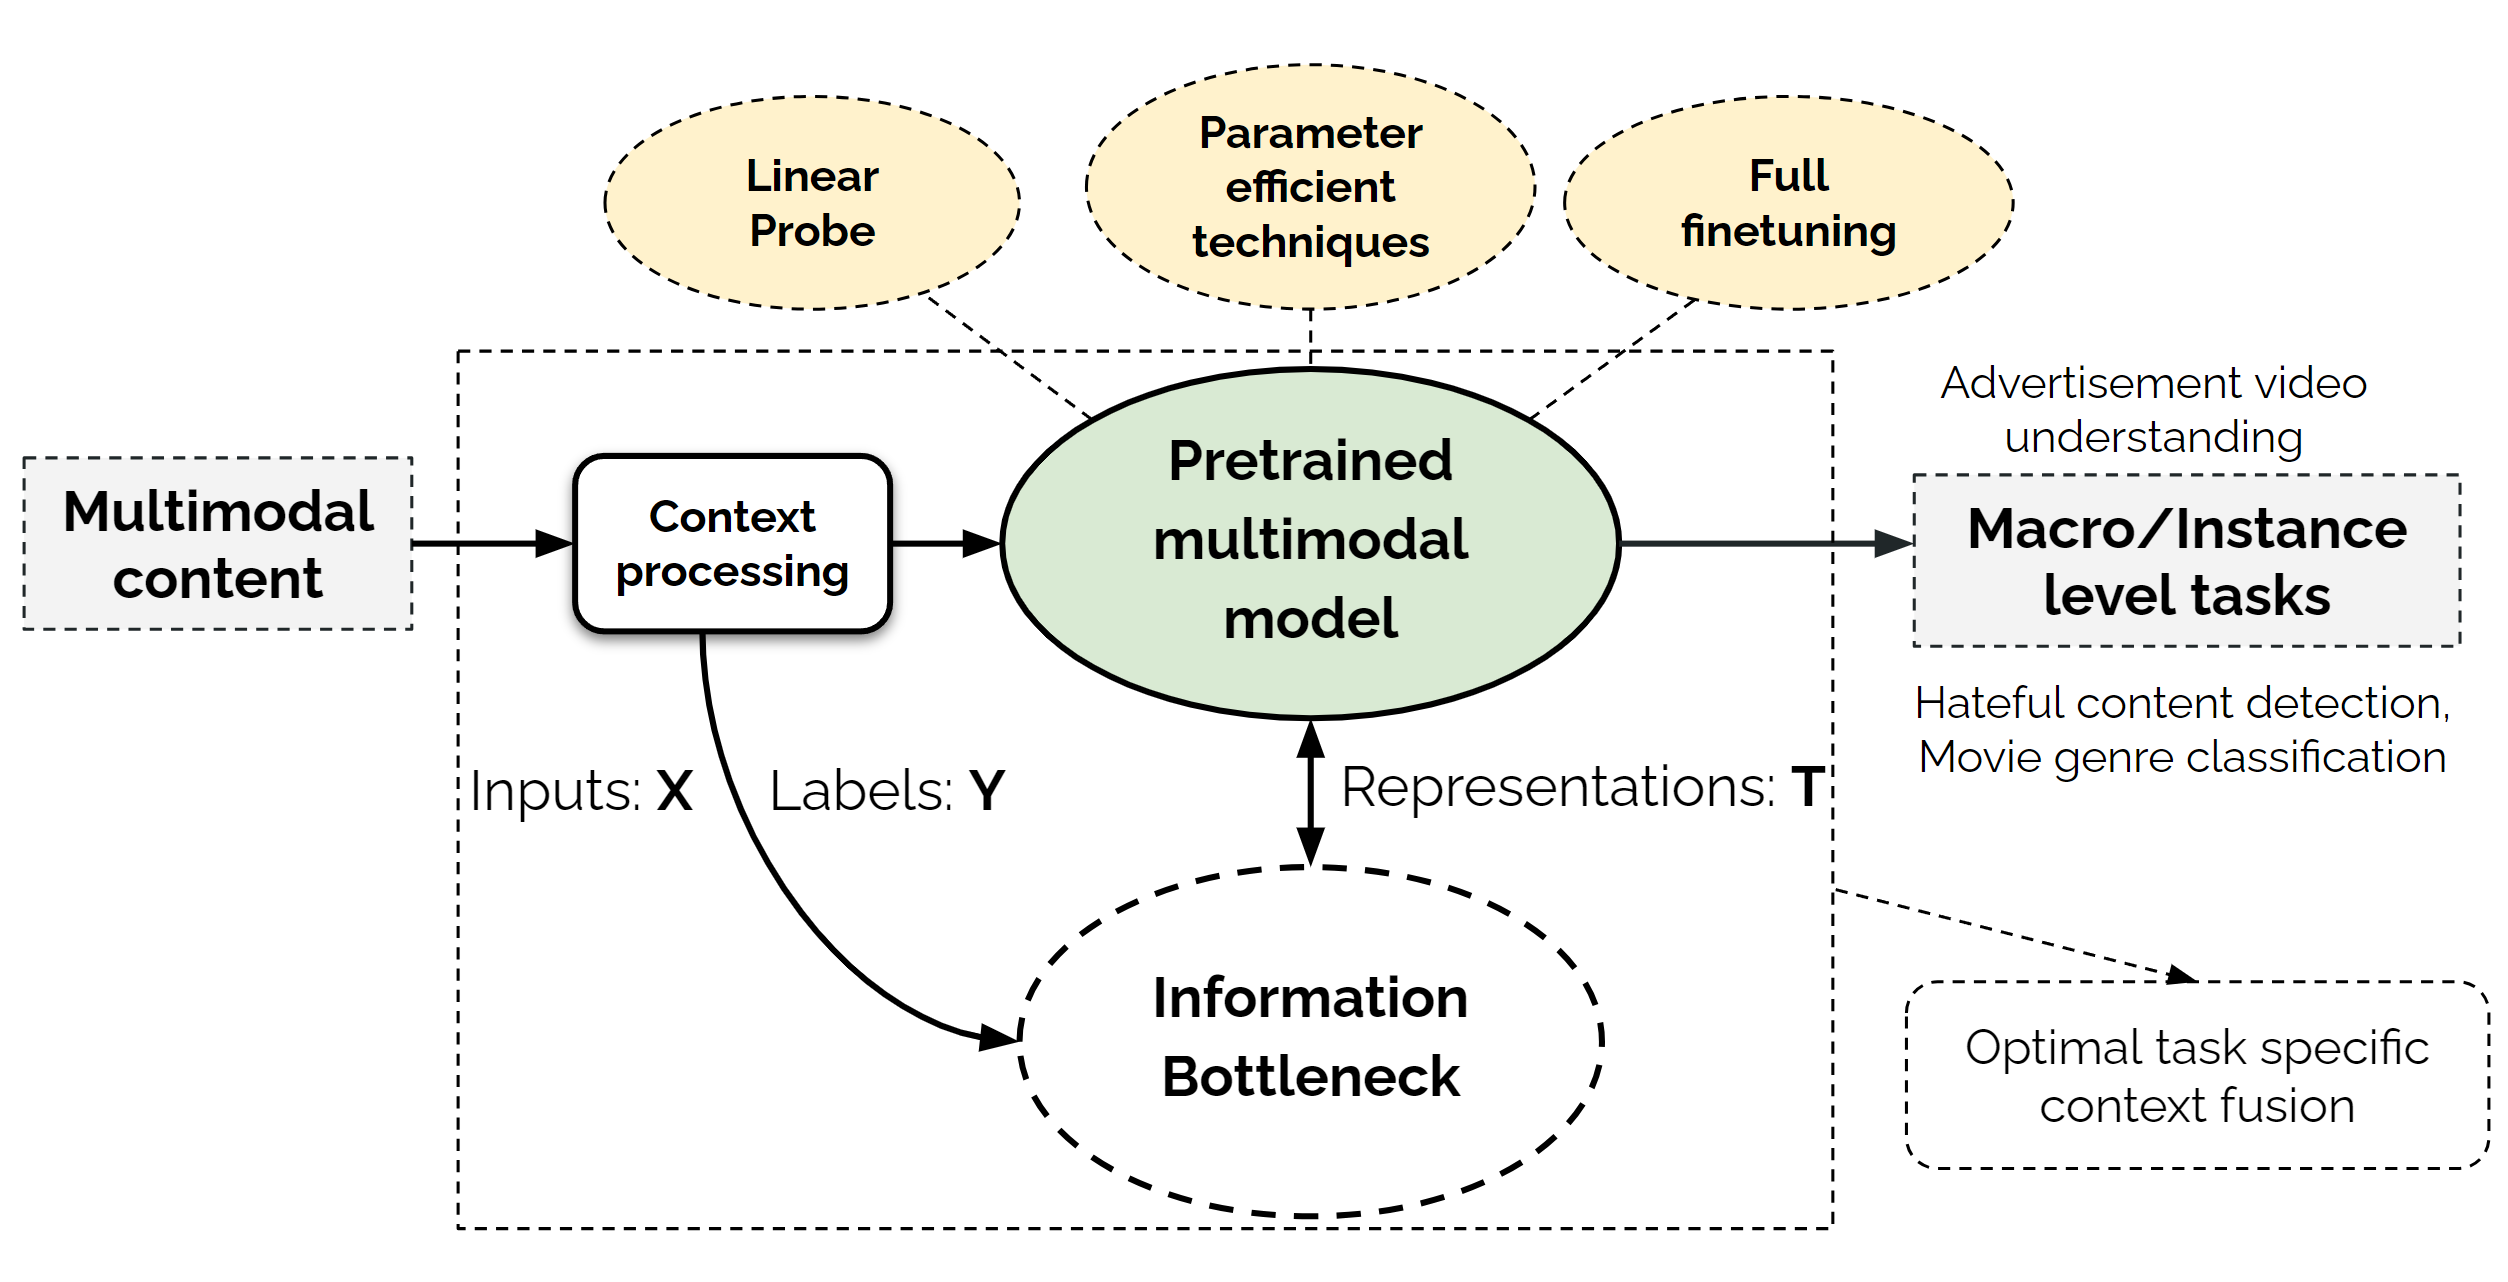 Linear
Probe
Parameter
efficient
techniques
Full
finetuning
Multimodal
content
Context
processing
Pretrained
multimodal
model
Advertisement video
understanding
Macro/Instance
level tasks
Hateful content detection,
Movie genre classification
Inputs: X
Labels: Y
Representations: T
Information
Bottleneck
Optimal task specific
context fusion